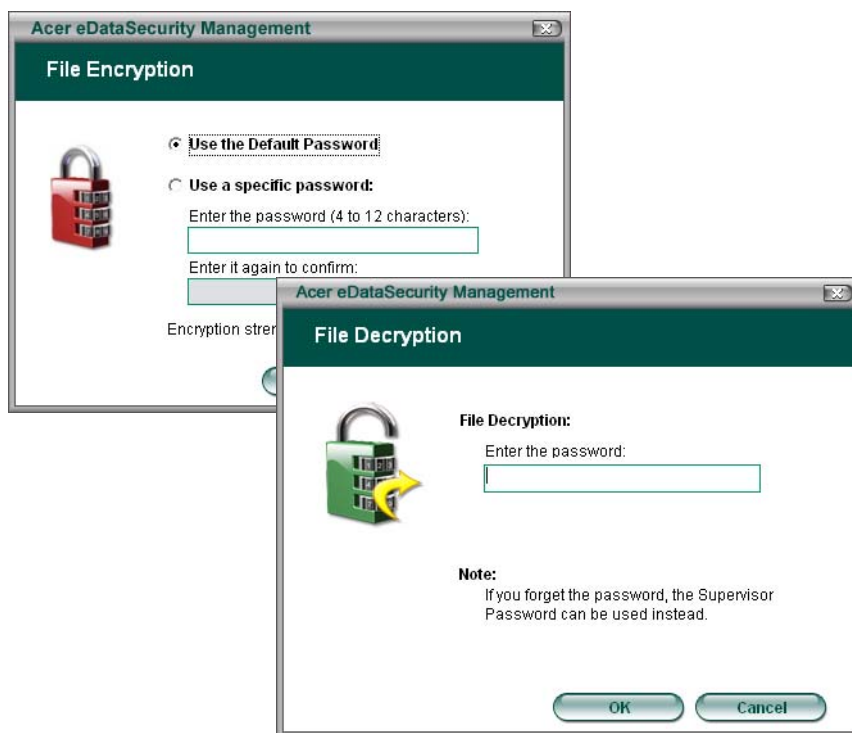 Acer eDataSecurity Management
File Encryption
Use the Default Password
Use a specific password:
Enter the password (4 to 12 characters):
Enter it again to confirm:
Encryption
Acer eDataSecurity Management
File Decryption
File Decryption:
Enter the password:
Note:
If you forget the password, the Supervisor
Password can be used instead.
OK
Cancel